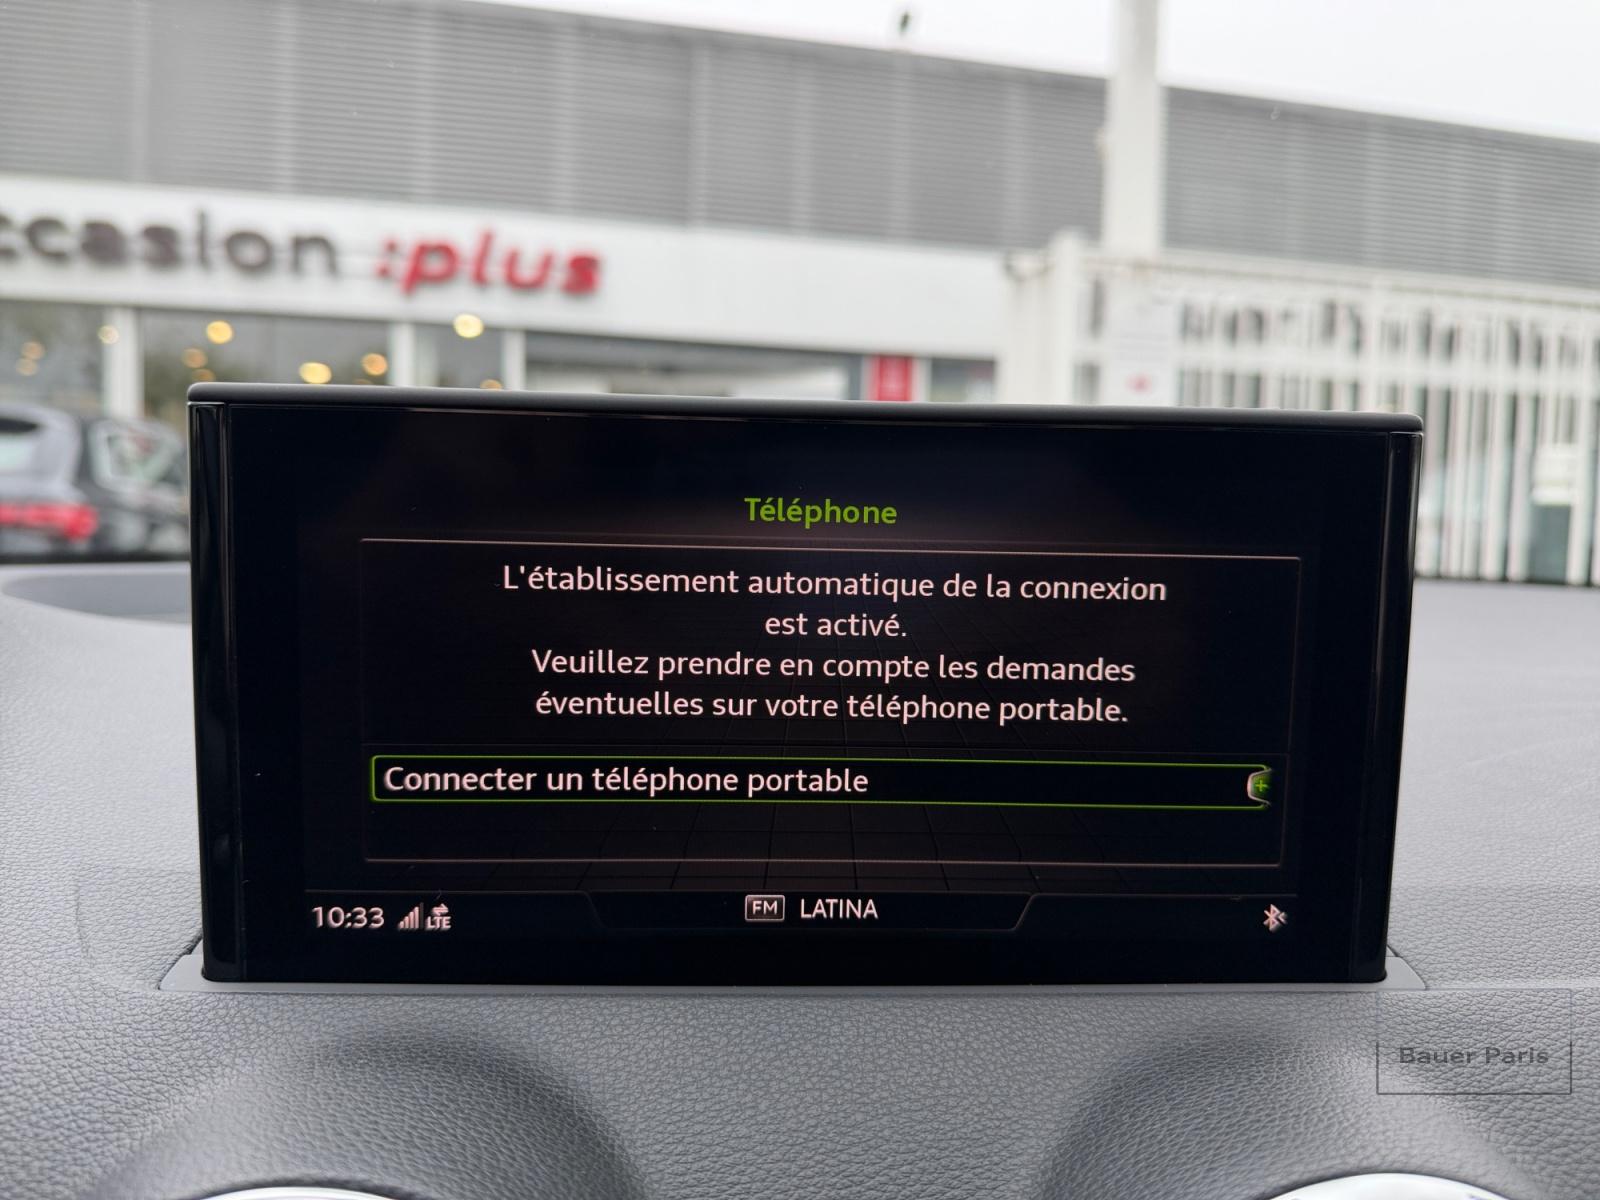 ccasion :plus
Téléphone
L'établissement automatique de la connexion
est activé.
Veuillez prendre en compte les demandes
éventuelles sur votre téléphone portable.
Connecter un téléphone portable
10:33 LTE
FM LATINA
Bauer Paris